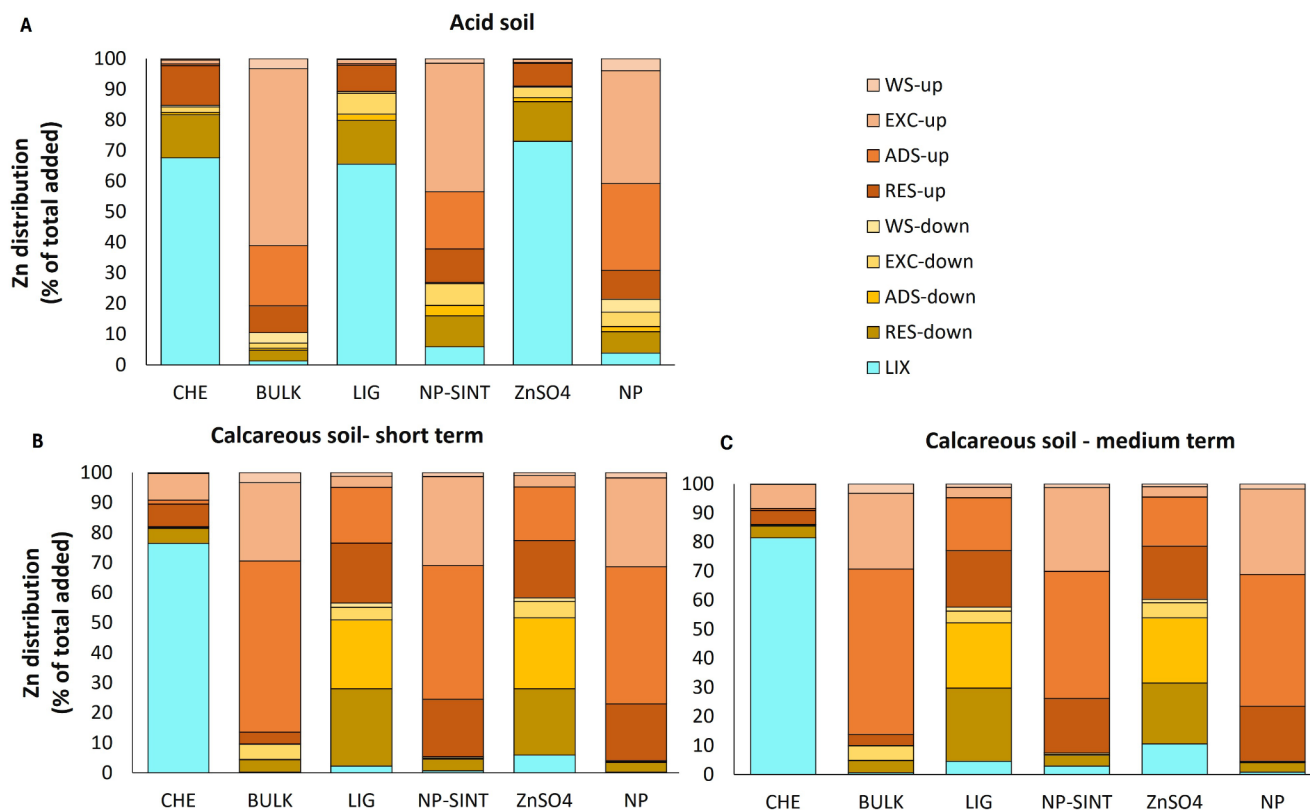 A
Acid soil
Zn distribution
(% of total added)
100
90
80
70
60
50
40
30
20
10
0
CHE BULK LIG NP-SINT ZnSO4 NP
WS-up
EXC-up
ADS-up
RES-up
WS-down
EXC-down
ADS-down
RES-down
LIX
B
Calcareous soil- short term
Zn distribution
(% of total added)
100
90
80
70
60
50
40
30
20
10
0
CHE BULK LIG NP-SINT ZnSO4 NP
C
Calcareous soil - medium term
100
90
80
70
60
50
40
30
20
10
0
CHE BULK LIG NP-SINT ZnSO4 NP